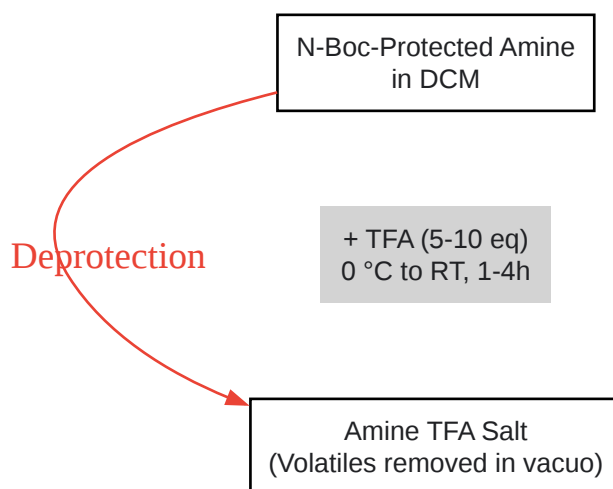 N-Boc-Protected Amine
in DCM
+ TFA (5-10 eq)
0 °C to RT, 1-4h
Deprotection
Amine TFA Salt
(Volatiles removed in vacuo)